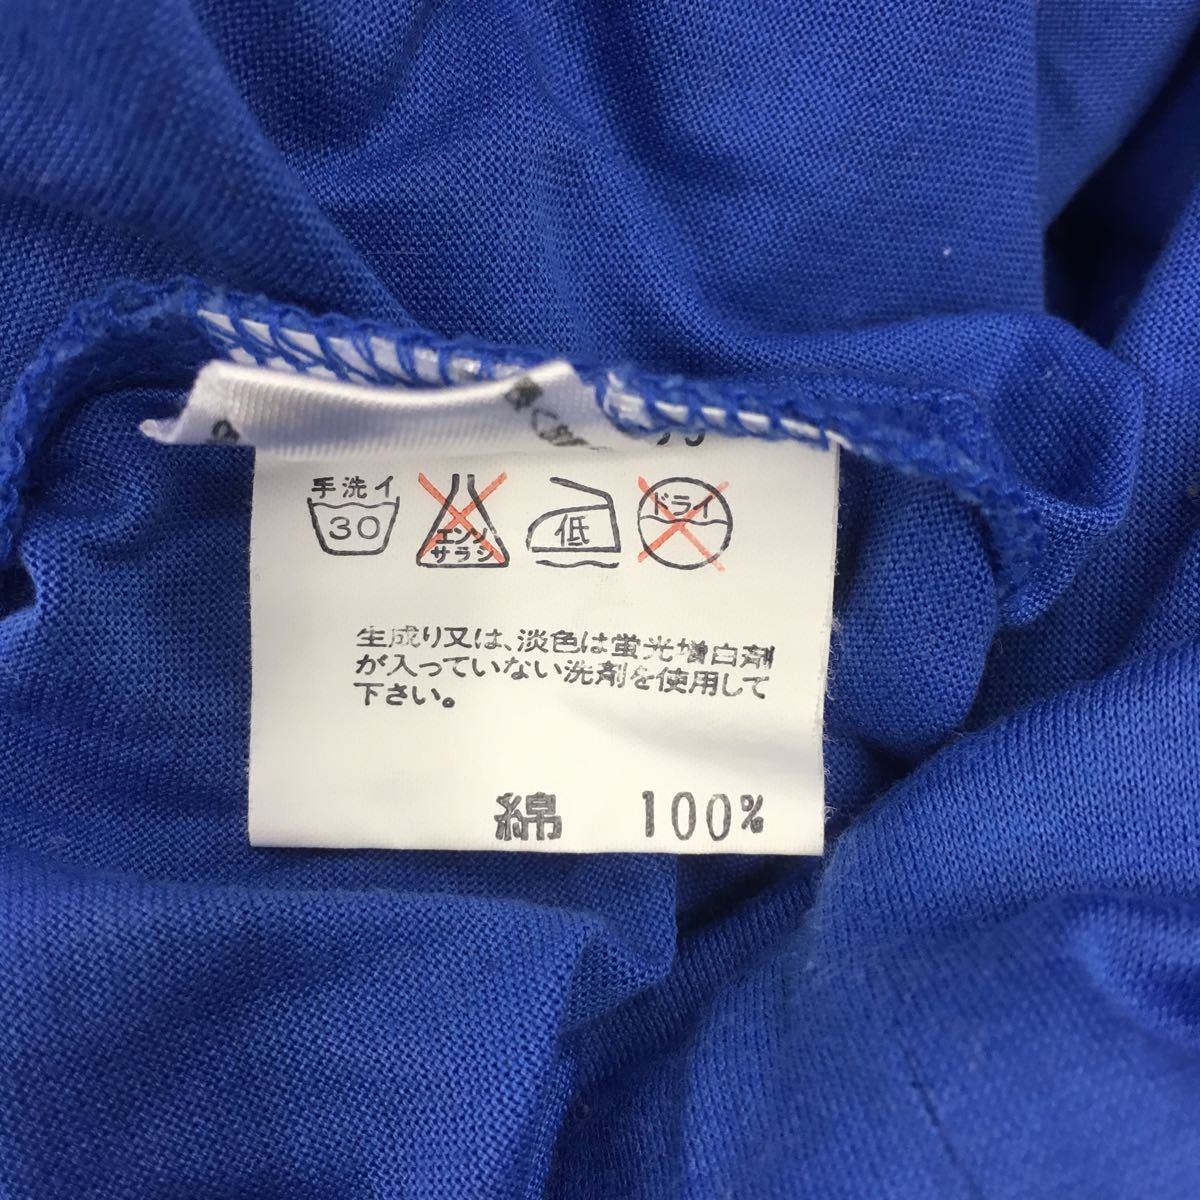 手洗イ
30
エンソ
サラシ
低
ドライ
生成り又は、淡色は蛍光増白剤
が入っていない洗剤を使用して
下さい。
綿 100%